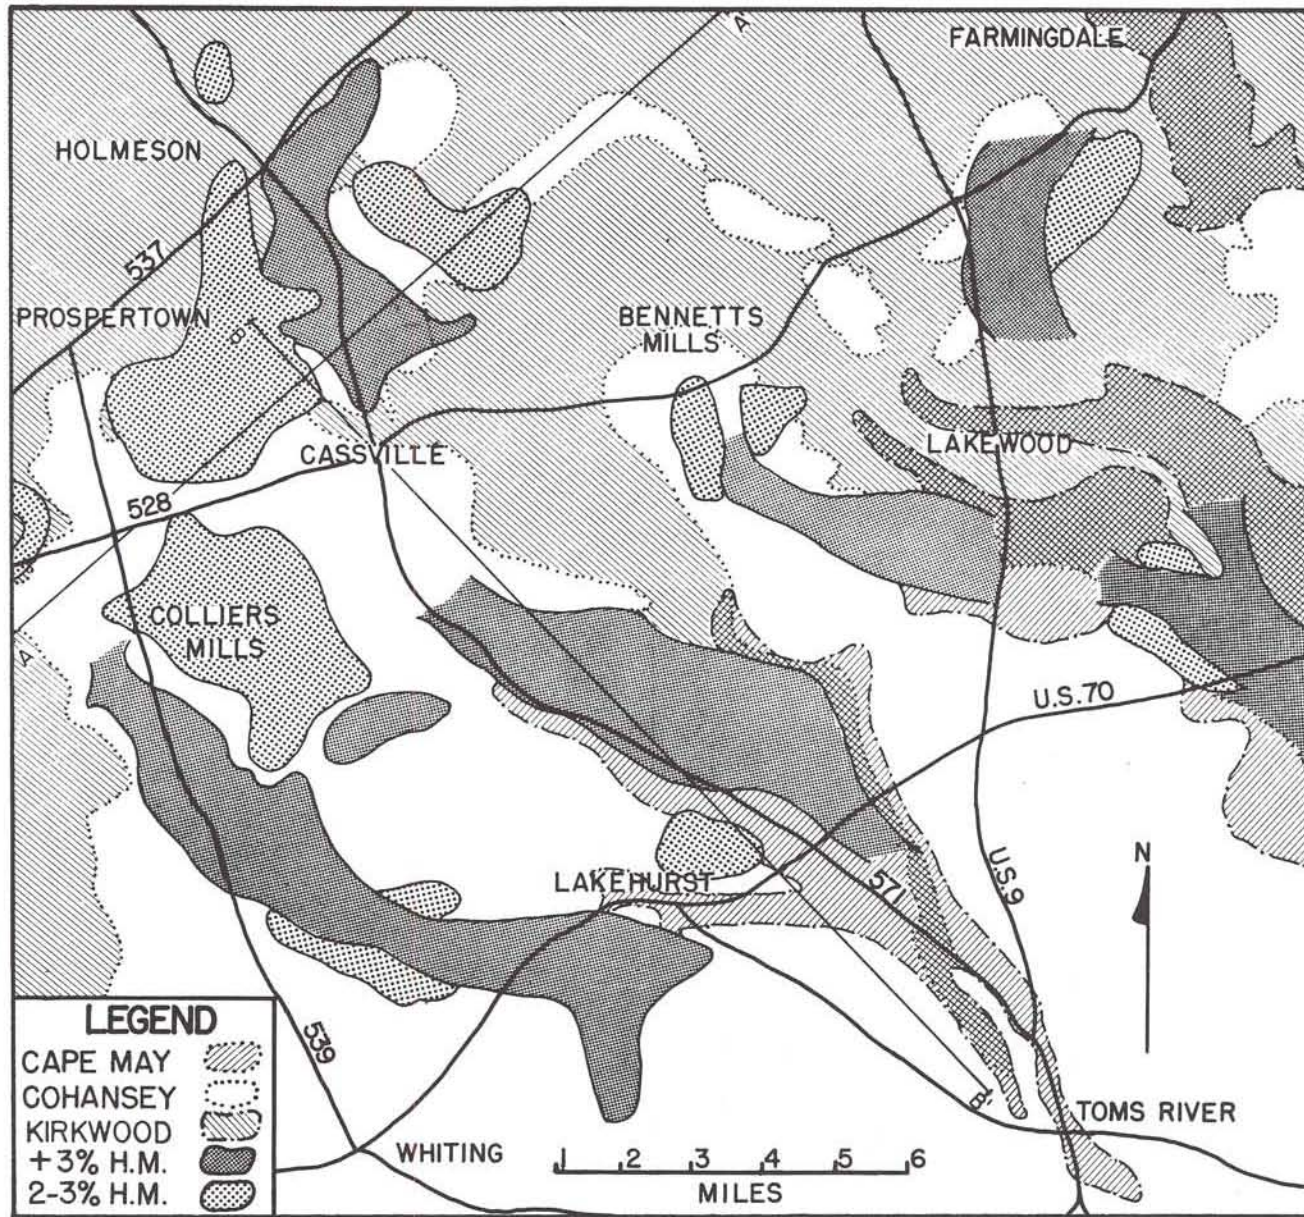 FARMINGDALE
A
HOLMESON
537
PROSPERTOWN
B
BENNETTS
MILLS
CASSVILLE
LAKEWOOD
528
COLLIERS
MILLS
A
U.S.70
N
LAKEHURST
571
U.S.9
539
B'
TOMS RIVER
WHITING
1 2 3 4 5 6
MILES
LEGEND
CAPE MAY
COHANSEY
KIRKWOOD
+3% H.M.
2-3% H.M.